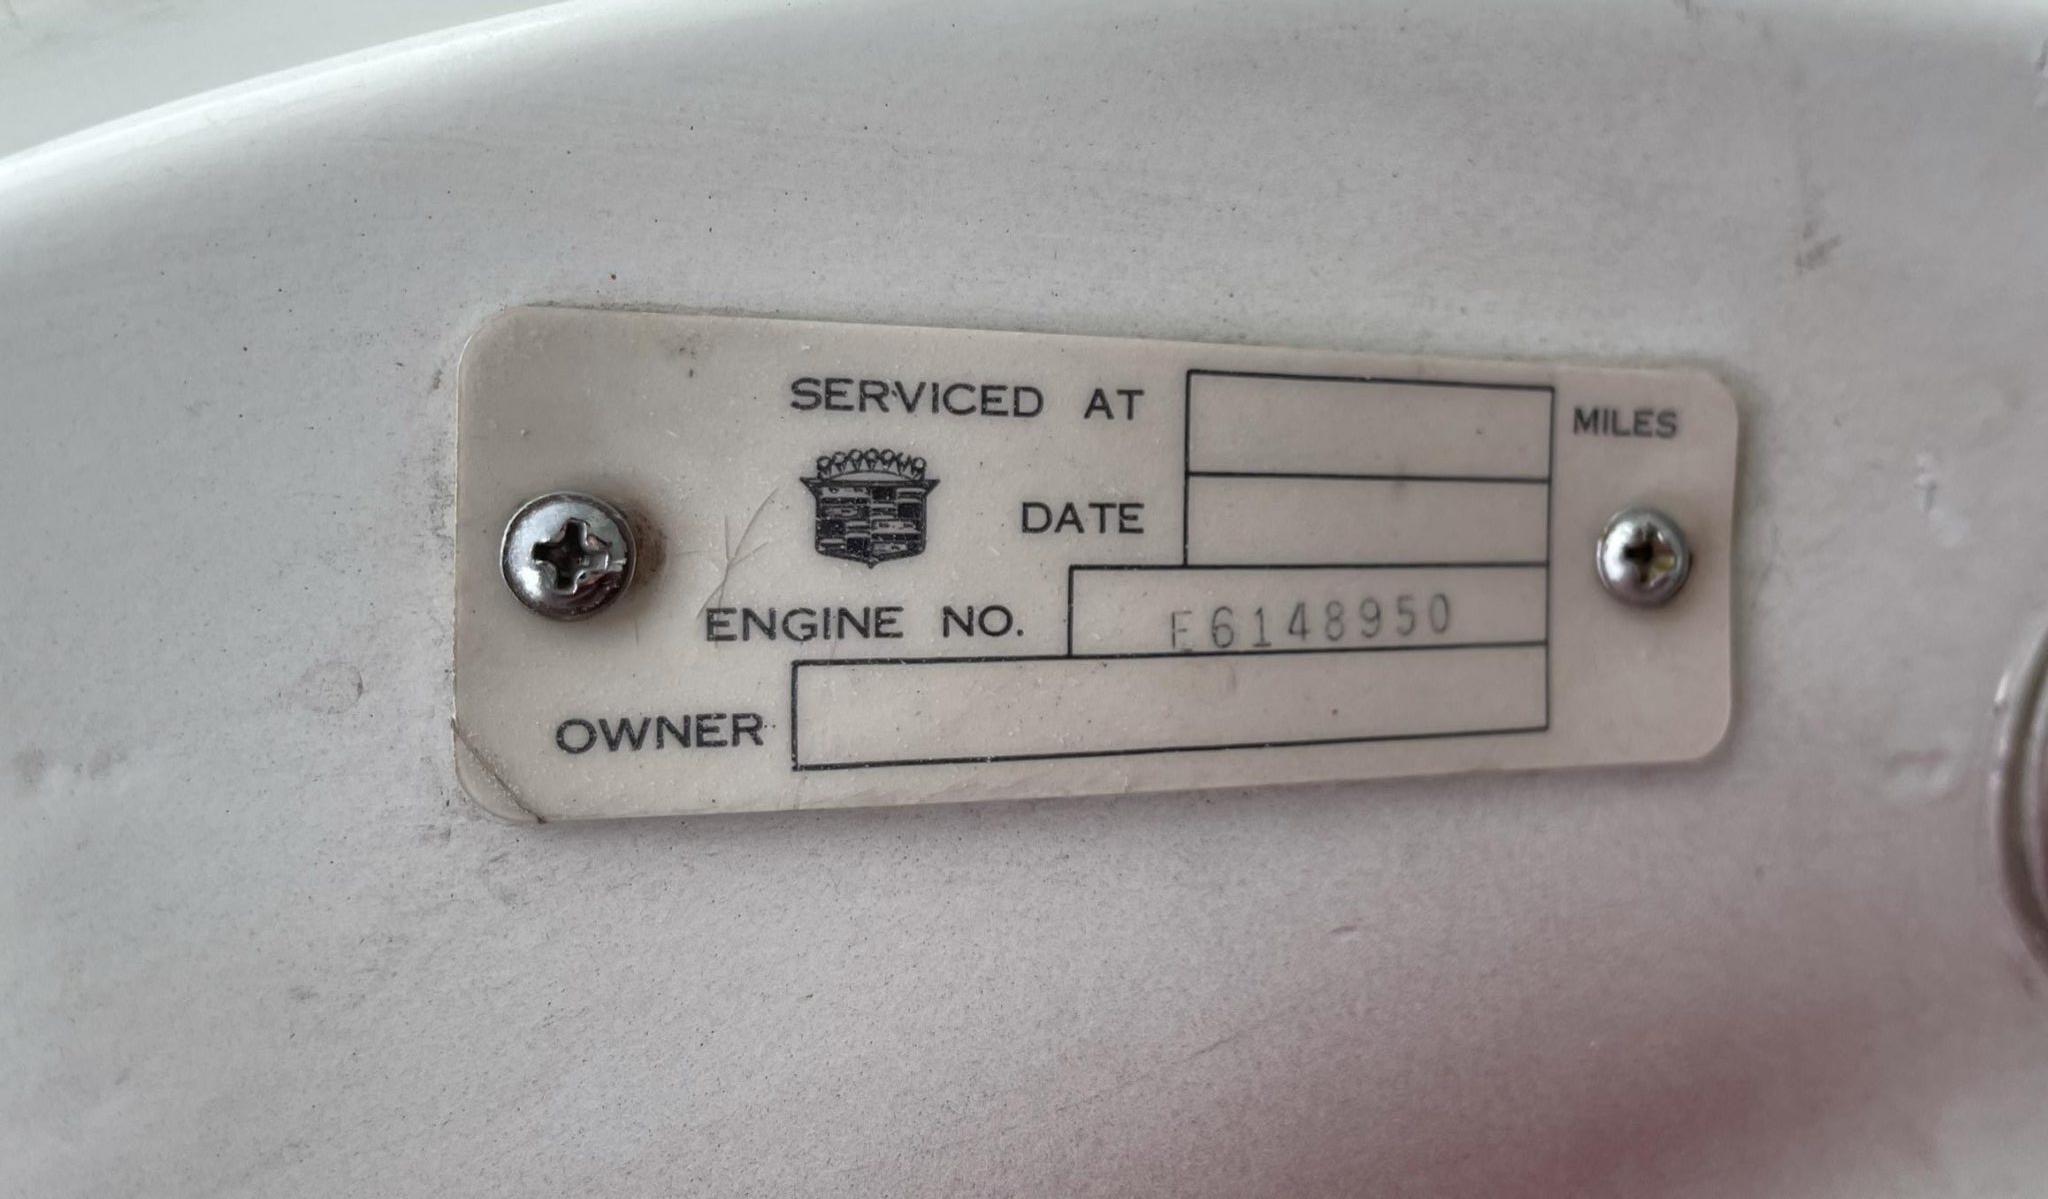 SERVICED AT MILES
DATE
ENGINE NO. E6148950
OWNER